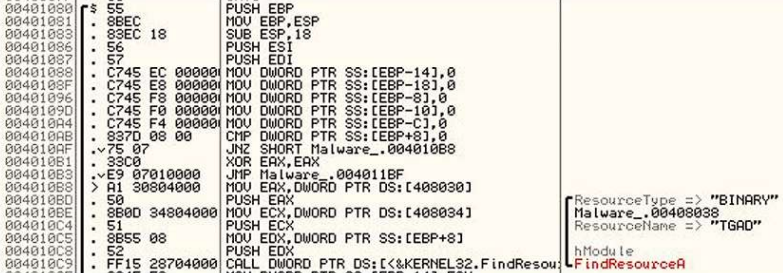 00401080 $ 55 PUSH EBP
00401081 . 8BEC MOV EBP,ESP
00401083 . 83EC 18 SUB ESP,18
00401086 . 56 PUSH ESI
00401087 . 57 PUSH EDI
00401088 . C745 EC 000000 MOV DWORD PTR SS:[EBP-14],0
0040108F . C745 E8 000000 MOV DWORD PTR SS:[EBP-18],0
00401096 . C745 F8 000000 MOV DWORD PTR SS:[EBP-8],0
0040109D . C745 F0 000000 MOV DWORD PTR SS:[EBP-10],0
004010A4 . C745 F4 000000 MOV DWORD PTR SS:[EBP-C],0
004010AB . 837D 08 00 CMP DWORD PTR SS:[EBP+8],0
004010AF .v75 07 JNZ SHORT Malware_.004010B8
004010B1 . 33C0 XOR EAX,EAX
004010B3 .vE9 07010000 JMP Malware_.004011BF
004010B8 > A1 30804000 MOV EAX,DWORD PTR DS:[408030]
004010BD . 50 PUSH EAX ResourceType => "BINARY"
004010BE . 8B0D 34804000 MOV ECX,DWORD PTR DS:[408034] Malware_.00408038
004010C4 . 51 PUSH ECX ResourceName => "TGAD"
004010C5 . 8B55 08 MOV EDX,DWORD PTR SS:[EBP+8]
004010C8 . 52 PUSH EDX hModule
004010C9 . FF15 28704000 CALL DWORD PTR DS:[<&KERNEL32.FindResou FindResourceA